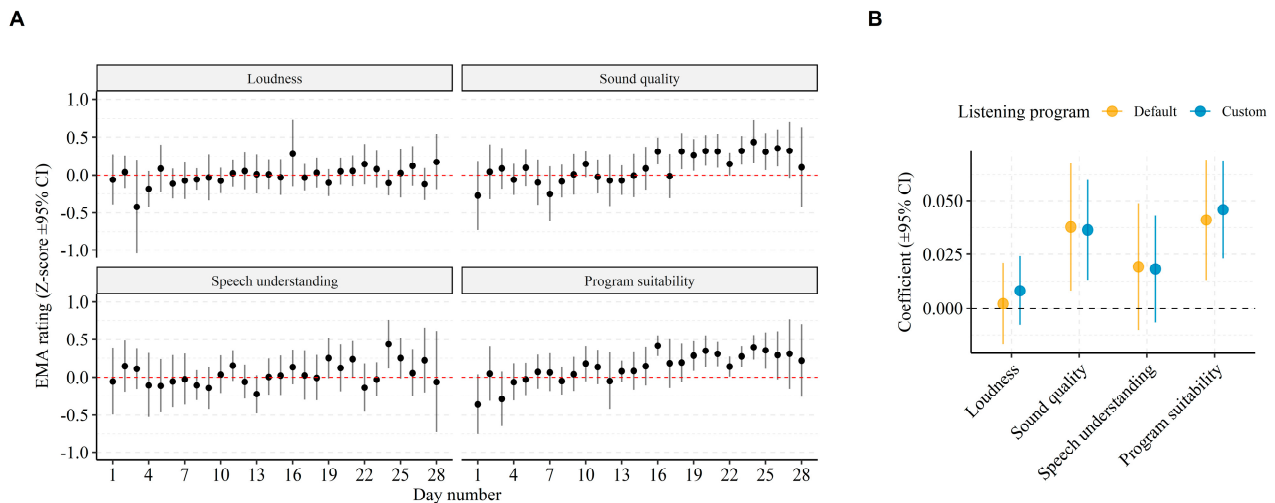 A
B
Loudness
Sound quality
1.0
0.5
0.0
-0.5
-1.0
Speech understanding
Program suitability
1.0
0.5
0.0
-0.5
-1.0
EMA rating (Z-score ±95% CI)
1 4 7 10 13 16 19 22 25 28
1 4 7 10 13 16 19 22 25 28
Day number
Listening program
Default
Custom
Coefficient (±95% CI)
0.050
0.025
0.000
Loudness
Sound quality
Speech understanding
Program suitability